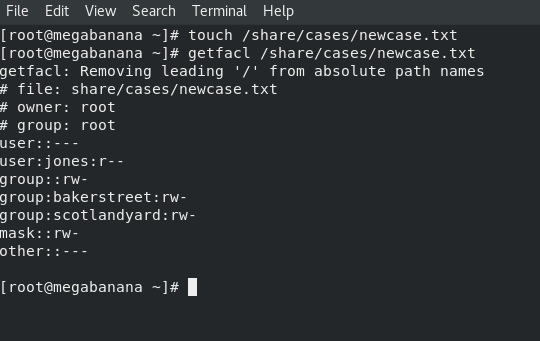 File Edit View Search Terminal Help
[root@megabanana ~]# touch /share/cases/newcase.txt
[root@megabanana ~]# getfacl /share/cases/newcase.txt
getfacl: Removing leading '/' from absolute path names
# file: share/cases/newcase.txt
# owner: root
# group: root
user::---
user:jones:r--
group::rw-
group:bakerstreet:rw-
group:scotlandyard:rw-
mask::rw-
other::---
[root@megabanana ~]#